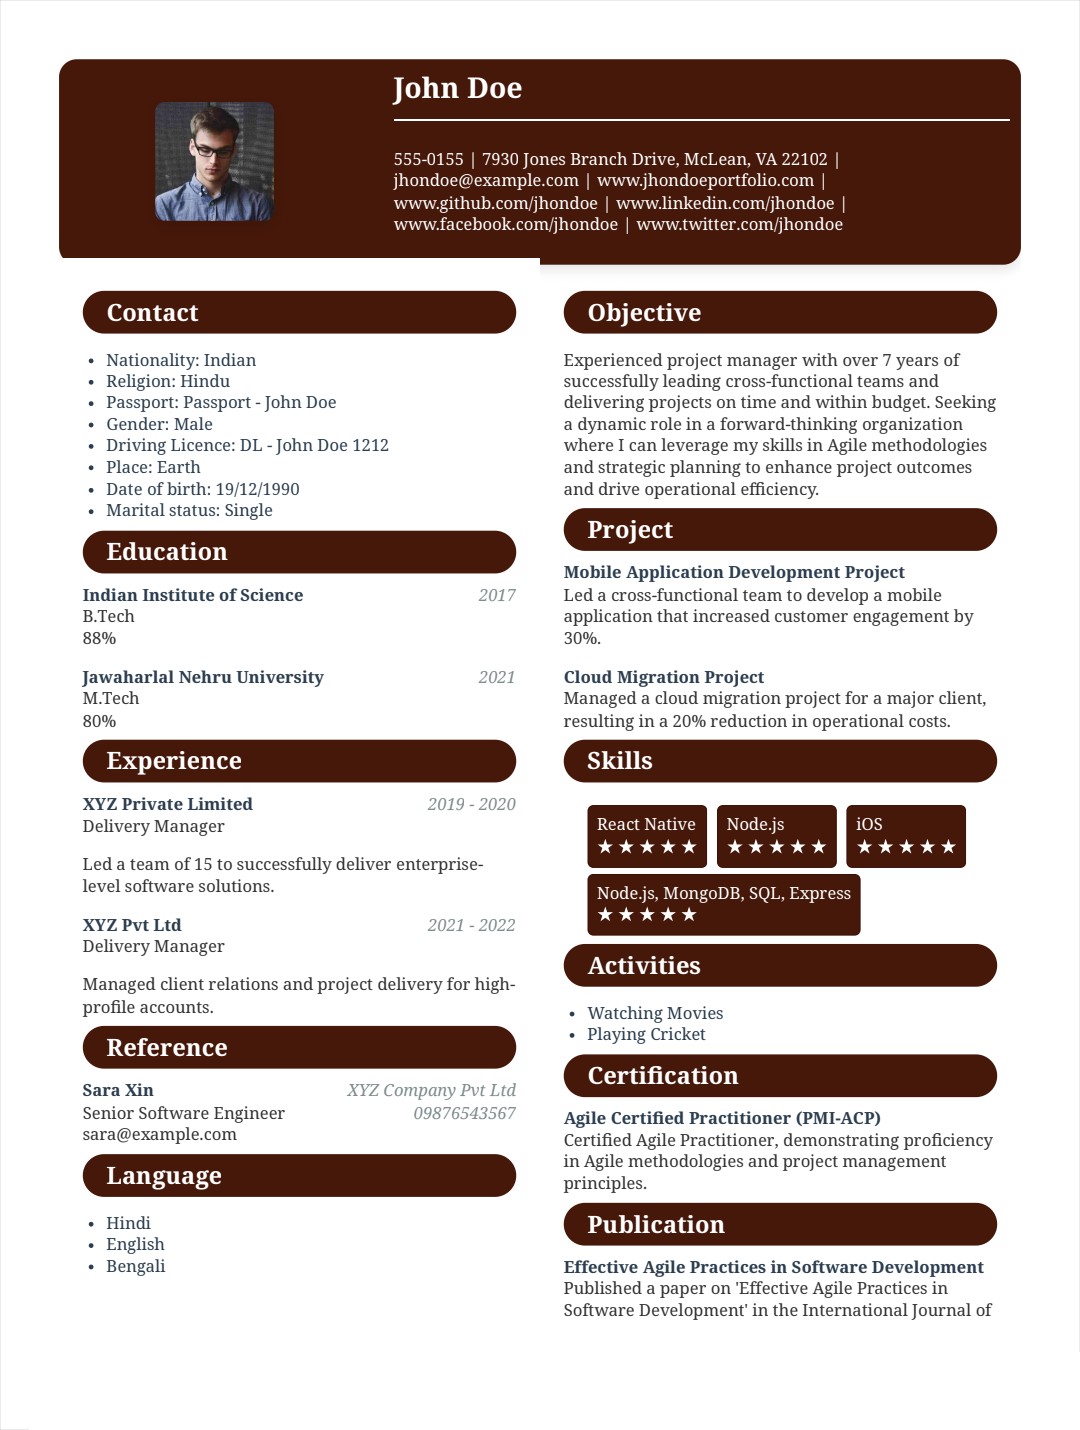 John Doe
555-0155 | 7930 Jones Branch Drive, McLean, VA 22102 |
jhondoe@example.com | www.jhondoeportfolio.com |
www.github.com/jhondoe | www.linkedin.com/jhondoe |
www.facebook.com/jhondoe | www.twitter.com/jhondoe
Contact
• Nationality: Indian
• Religion: Hindu
• Passport: Passport - John Doe
• Gender: Male
• Driving Licence: DL - John Doe 1212
• Place: Earth
• Date of birth: 19/12/1990
• Marital status: Single
Education
Indian Institute of Science 2017
B.Tech
88%
Jawaharlal Nehru University 2021
M.Tech
80%
Experience
XYZ Private Limited 2019 - 2020
Delivery Manager
Led a team of 15 to successfully deliver enterprise-
level software solutions.
XYZ Pvt Ltd 2021 - 2022
Delivery Manager
Managed client relations and project delivery for high-
profile accounts.
Reference
Sara Xin XYZ Company Pvt Ltd
Senior Software Engineer 09876543567
sara@example.com
Language
• Hindi
• English
• Bengali
Objective
Experienced project manager with over 7 years of
successfully leading cross-functional teams and
delivering projects on time and within budget. Seeking
a dynamic role in a forward-thinking organization
where I can leverage my skills in Agile methodologies
and strategic planning to enhance project outcomes
and drive operational efficiency.
Project
Mobile Application Development Project
Led a cross-functional team to develop a mobile
application that increased customer engagement by
30%.
Cloud Migration Project
Managed a cloud migration project for a major client,
resulting in a 20% reduction in operational costs.
Skills
React Native Node.js iOS
★★★★★ ★★★★★ ★★★★★
Node.js, MongoDB, SQL, Express
★★★★★
Activities
• Watching Movies
• Playing Cricket
Certification
Agile Certified Practitioner (PMI-ACP)
Certified Agile Practitioner, demonstrating proficiency
in Agile methodologies and project management
principles.
Publication
Effective Agile Practices in Software Development
Published a paper on 'Effective Agile Practices in
Software Development' in the International Journal of